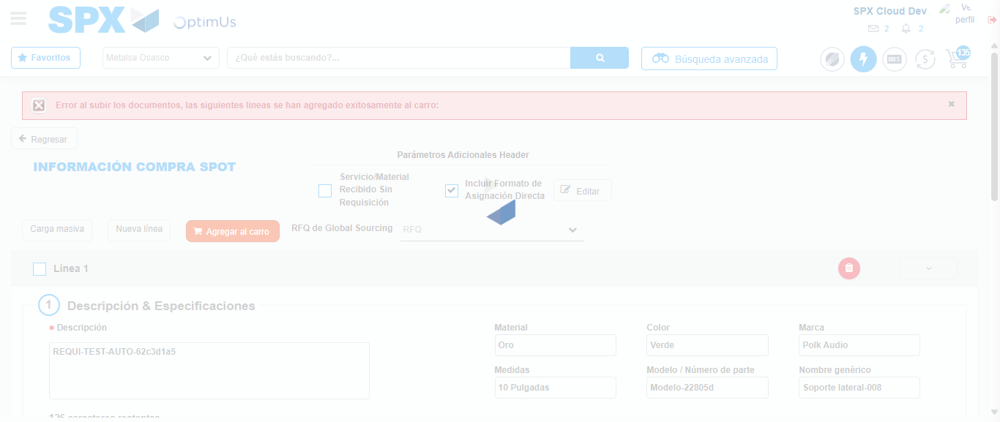 SPX OptimUs
SPX Cloud Dev
Ve
perfil
2 2
Favoritos
Metalsa Osasco
¿Qué estás buscando?...
Búsqueda avanzada
135
Error al subir los documentos, las siguientes lineas se han agregado exitosamente al carro:
Regresar
Parámetros Adicionales Header
INFORMACIÓN COMPRA SPOT
Servicio/Material
Recibido Sin
Requisición
Incluir Formato de
Asignación Directa
Editar
Carga masiva
Nueva línea
Agregar al carro
RFQ de Global Sourcing
RFQ
Línea 1
1 Descripción & Especificaciones
* Descripción
REQUI-TEST-AUTO-62c3d1a5
Material
Oro
Color
Verde
Marca
Polk Audio
Medidas
10 Pulgadas
Modelo / Número de parte
Modelo-22805d
Nombre genérico
Soporte lateral-008
126 caracteres restantes